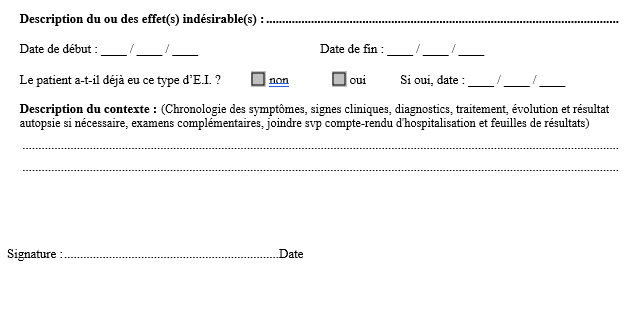 Description du ou des effet(s) indésirable(s) :...............................................................................................................
Date de début : ____ / ____ / ____ Date de fin : ____ / ____ / ____
Le patient a-t-il déjà eu ce type d’E.I. ? non oui Si oui, date : ____ / ____ / ____
Description du contexte : (Chronologie des symptômes, signes cliniques, diagnostics, traitement, évolution et résultat
autopsie si nécessaire, examens complémentaires, joindre svp compte-rendu d'hospitalisation et feuilles de résultats)
...........................................................................................................................................................................................
...........................................................................................................................................................................................
Signature :....................................................................Date